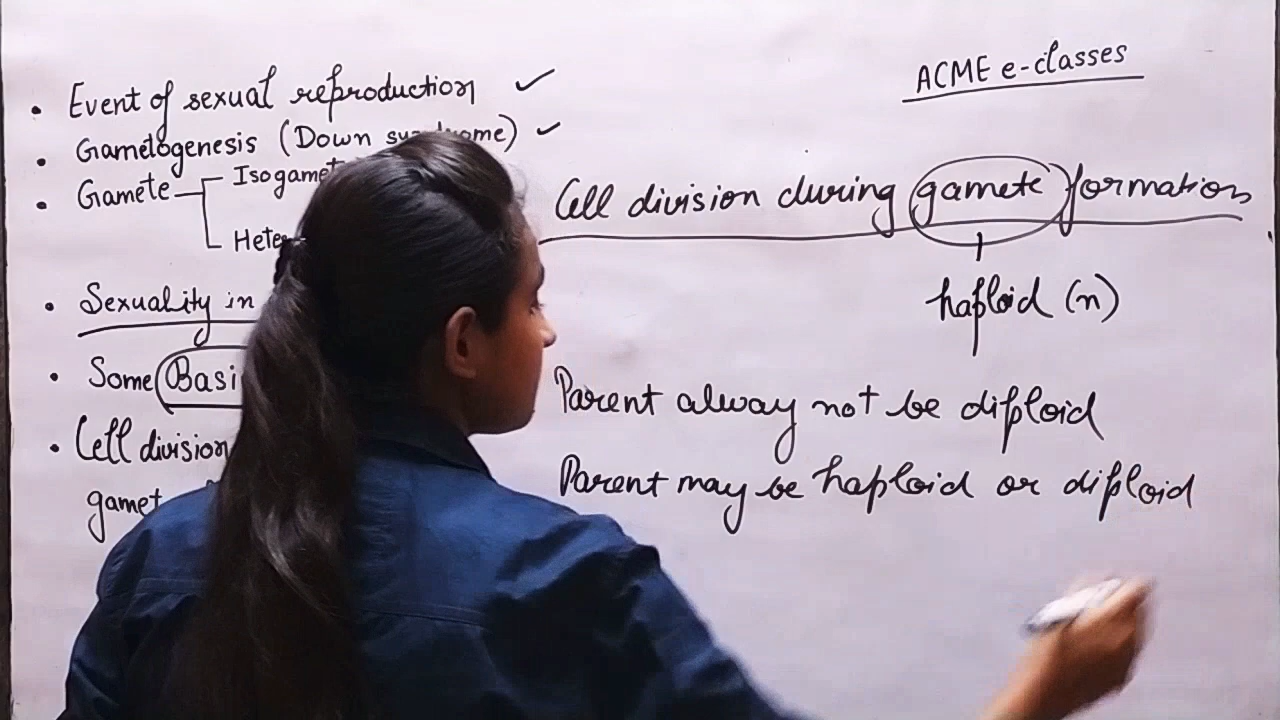 ACME e-classes
• Event of sexual reproduction ✓
• Gametogenesis (Down syndrome) ✓
• Gamete
Isogamet
Hete
• Sexuality in
• Some Basi
• Cell division
gamet
Cell division during gamete formation
haploid (n)
Parent alway not be diploid
Parent may be haploid or diploid